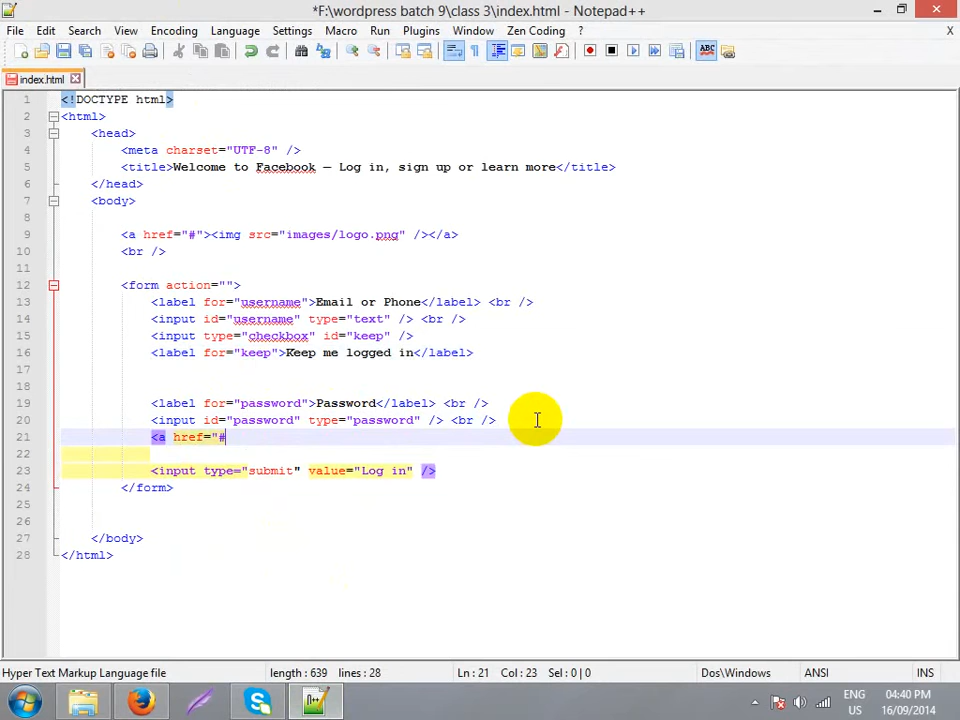 *F:\wordpress batch 9\class 3\index.html - Notepad++
File Edit Search View Encoding Language Settings Macro Run Plugins Window Zen Coding ? X
ABC
index.html
1 <!DOCTYPE html>
2 <html>
3 <head>
4 <meta charset="UTF-8" />
5 <title>Welcome to Facebook — Log in, sign up or learn more</title>
6 </head>
7 <body>
8
9 <a href="#"><img src="images/logo.png" /></a>
10 <br />
11
12 <form action="">
13 <label for="username">Email or Phone</label> <br />
14 <input id="username" type="text" /> <br />
15 <input type="checkbox" id="keep" />
16 <label for="keep">Keep me logged in</label>
17
18
19 <label for="password">Password</label> <br />
20 <input id="password" type="password" /> <br />
21 <a href="#
22
23 <input type="submit" value="Log in" />
24 </form>
25
26
27 </body>
28 </html>
Hyper Text Markup Language file length : 639 lines : 28 Ln : 21 Col : 23 Sel : 0 | 0 Dos\Windows ANSI INS
ENG 04:40 PM
US 16/09/2014